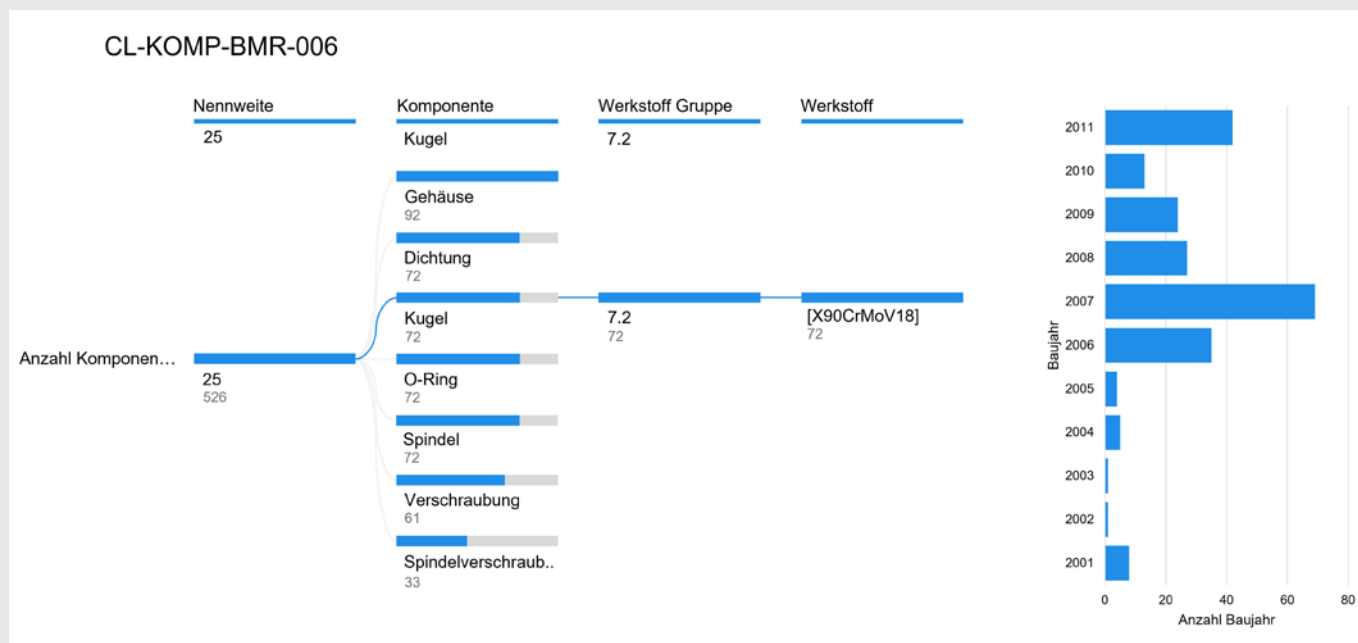 CL-KOMP-BMR-006
Nennweite
25
Komponente
Kugel
Werkstoff Gruppe
7.2
Werkstoff
Anzahl Komponen...
25
526
Gehäuse
92
Dichtung
72
Kugel
72
O-Ring
72
Spindel
72
Verschraubung
61
Spindelverschraub..
33
7.2
72
[X90CrMoV18]
72
Baujahr
2011
2010
2009
2008
2007
2006
2005
2004
2003
2002
2001
0 20 40 60 80
Anzahl Baujahr